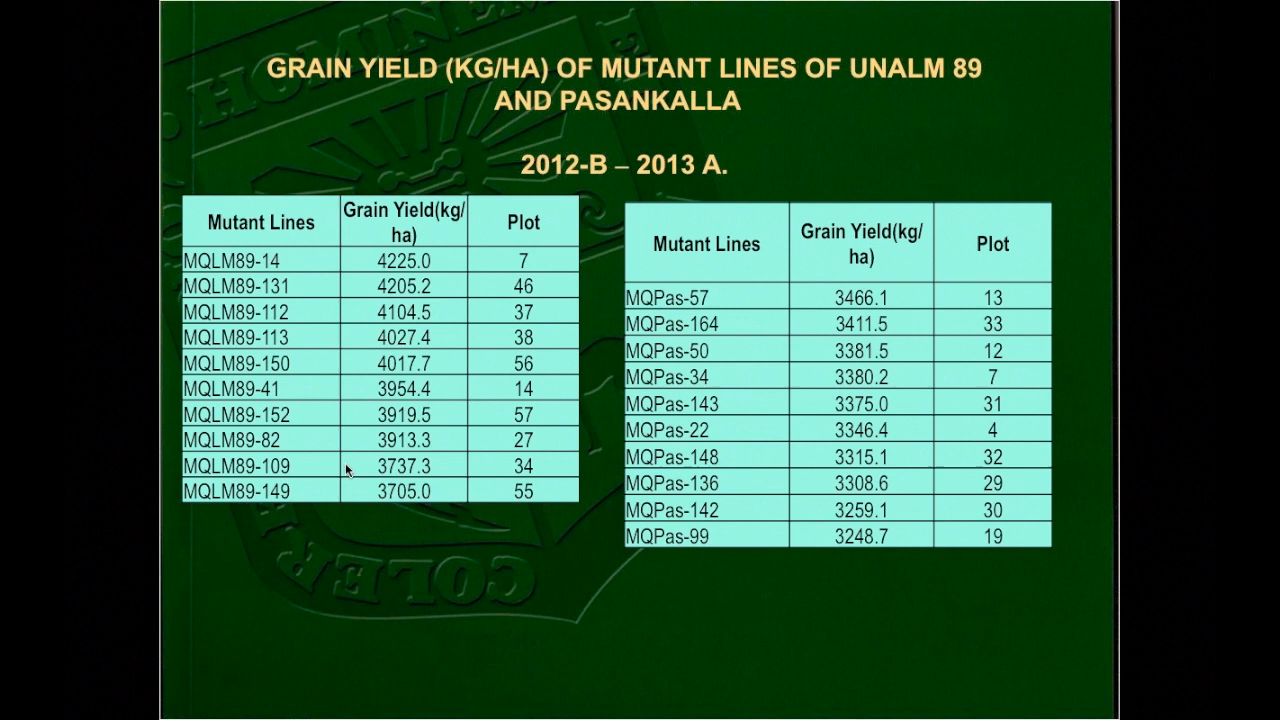 GRAIN YIELD (KG/HA) OF MUTANT LINES OF UNALM 89
AND PASANKALLA
2012-B – 2013 A.
Mutant Lines Grain Yield(kg/ha) Plot
MQLM89-14 4225.0 7
MQLM89-131 4205.2 46
MQLM89-112 4104.5 37
MQLM89-113 4027.4 38
MQLM89-150 4017.7 56
MQLM89-41 3954.4 14
MQLM89-152 3919.5 57
MQLM89-82 3913.3 27
MQLM89-109 3737.3 34
MQLM89-149 3705.0 55
Mutant Lines Grain Yield(kg/ha) Plot
MQPas-57 3466.1 13
MQPas-164 3411.5 33
MQPas-50 3381.5 12
MQPas-34 3380.2 7
MQPas-143 3375.0 31
MQPas-22 3346.4 4
MQPas-148 3315.1 32
MQPas-136 3308.6 29
MQPas-142 3259.1 30
MQPas-99 3248.7 19